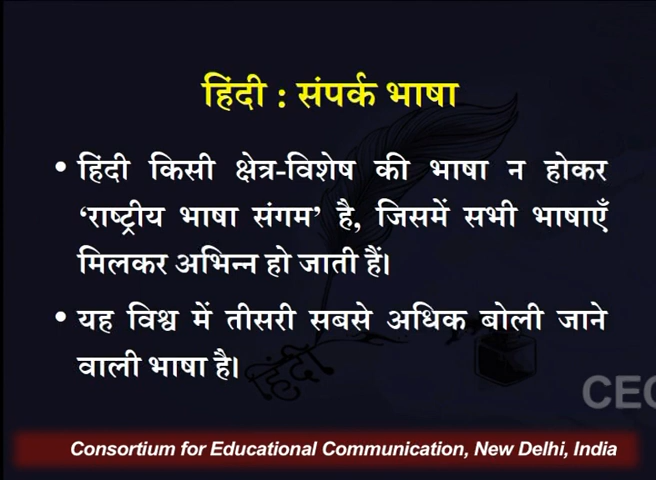 हिंदी : संपर्क भाषा
• हिंदी किसी क्षेत्र-विशेष की भाषा न होकर
‘राष्ट्रीय भाषा संगम’ है, जिसमें सभी भाषाएँ
मिलकर अभिन्न हो जाती हैं।
• यह विश्व में तीसरी सबसे अधिक बोली जाने
वाली भाषा है।
हिंदी
CEC
Consortium for Educational Communication, New Delhi, India